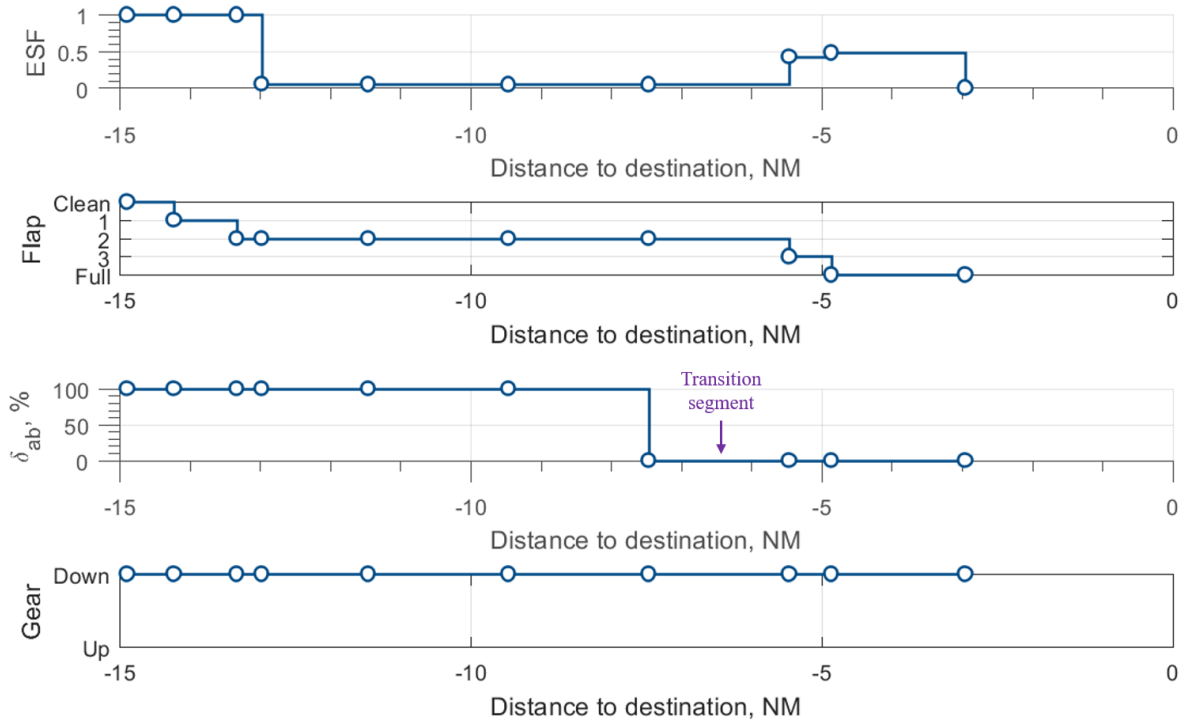 ESF
1
0.5
0
-15 -10 -5 0
Distance to destination, NM
Flap
Clean
1
2
3
Full
-15 -10 -5 0
Distance to destination, NM
δab, %
100
50
0
Transition
segment
-15 -10 -5 0
Distance to destination, NM
Gear
Down
Up
-15 -10 -5 0
Distance to destination, NM